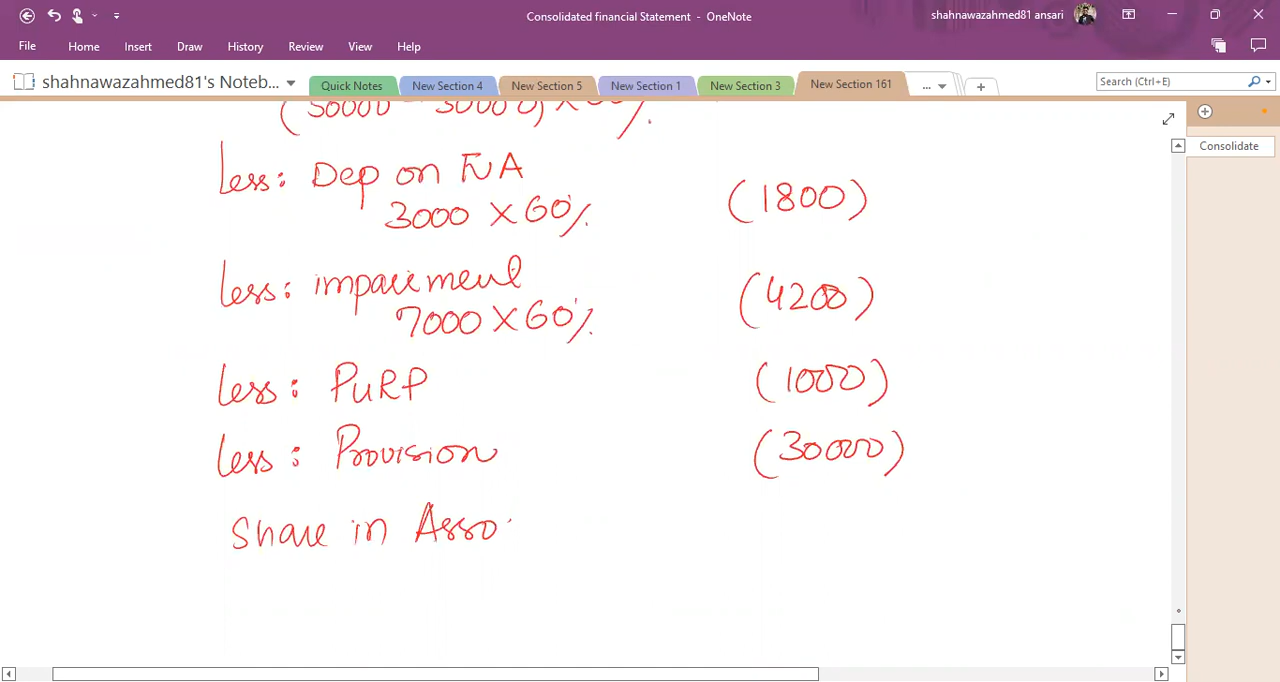 Consolidated financial Statement - OneNote
shahnawazahmed81 ansari
File Home Insert Draw History Review View Help
shahnawazahmed81's Noteb... Quick Notes New Section 4 New Section 5 New Section 1 New Section 3 New Section 161 ... Search (Ctrl+E)
Consolidate
less: Dep on FVA
3000 × 60% (1800)
less: impairment
7000 × 60% (4200)
less: PURP (1000)
less: Provision (30000)
Share in Asso